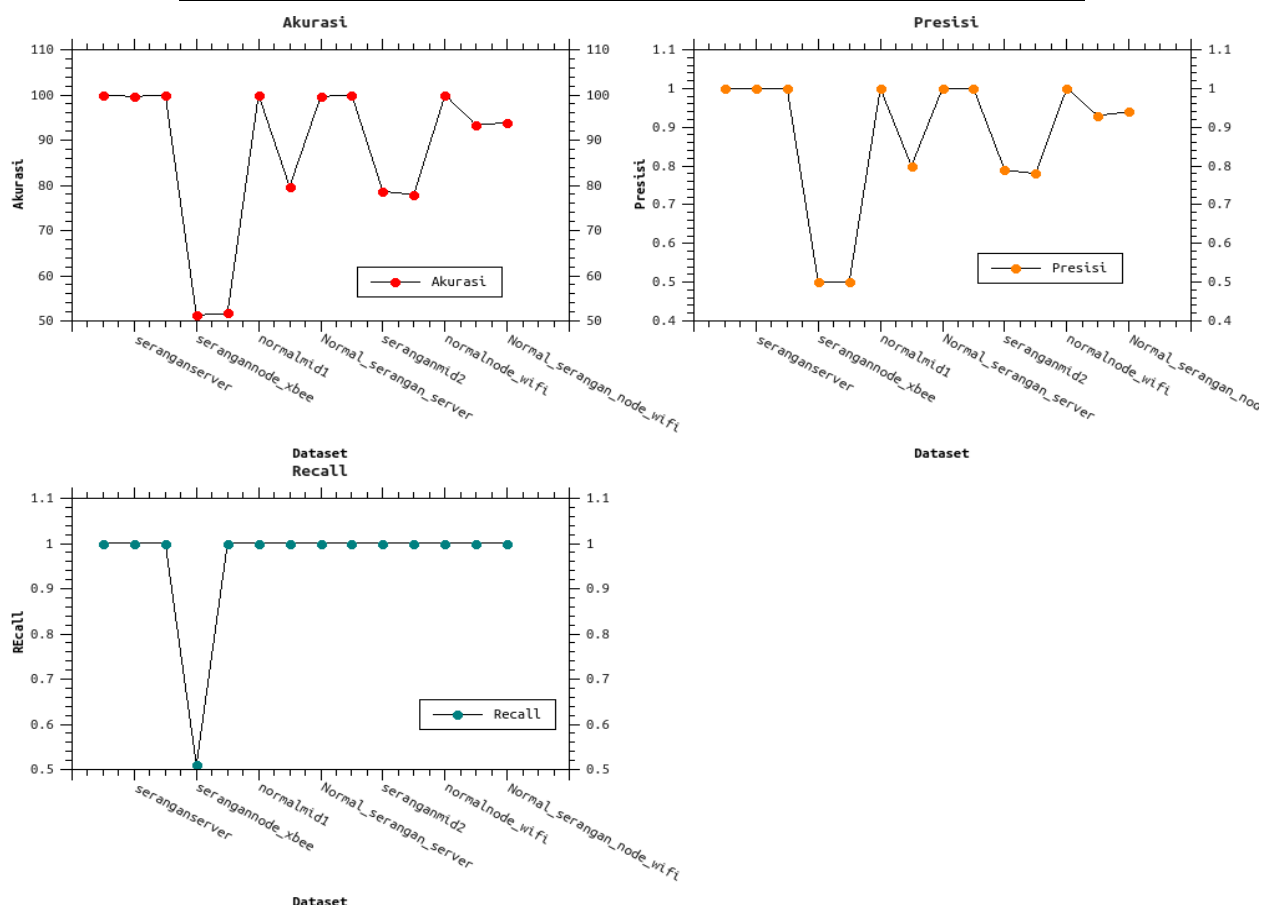 Akurasi
110
100
90
80
70
60
50
110
100
90
80
70
60
50
Akurasi
Akurasi
seranganserver
serangannode_xbee
normalmid1
Normal_serangan_server
seranganmid2
normalnode_wifi
Normal_serangan_node_wifi
Dataset
Presisi
1.1
1
0.9
0.8
0.7
0.6
0.5
0.4
1.1
1
0.9
0.8
0.7
0.6
0.5
0.4
Presisi
Presisi
seranganserver
serangannode_xbee
normalmid1
Normal_serangan_server
seranganmid2
normalnode_wifi
Normal_serangan_nod
Dataset
Recall
1.1
1
0.9
0.8
0.7
0.6
0.5
1.1
1
0.9
0.8
0.7
0.6
0.5
REcall
Recall
seranganserver
serangannode_xbee
normalmid1
Normal_serangan_server
seranganmid2
normalnode_wifi
Normal_serangan_node_wifi
Dataset